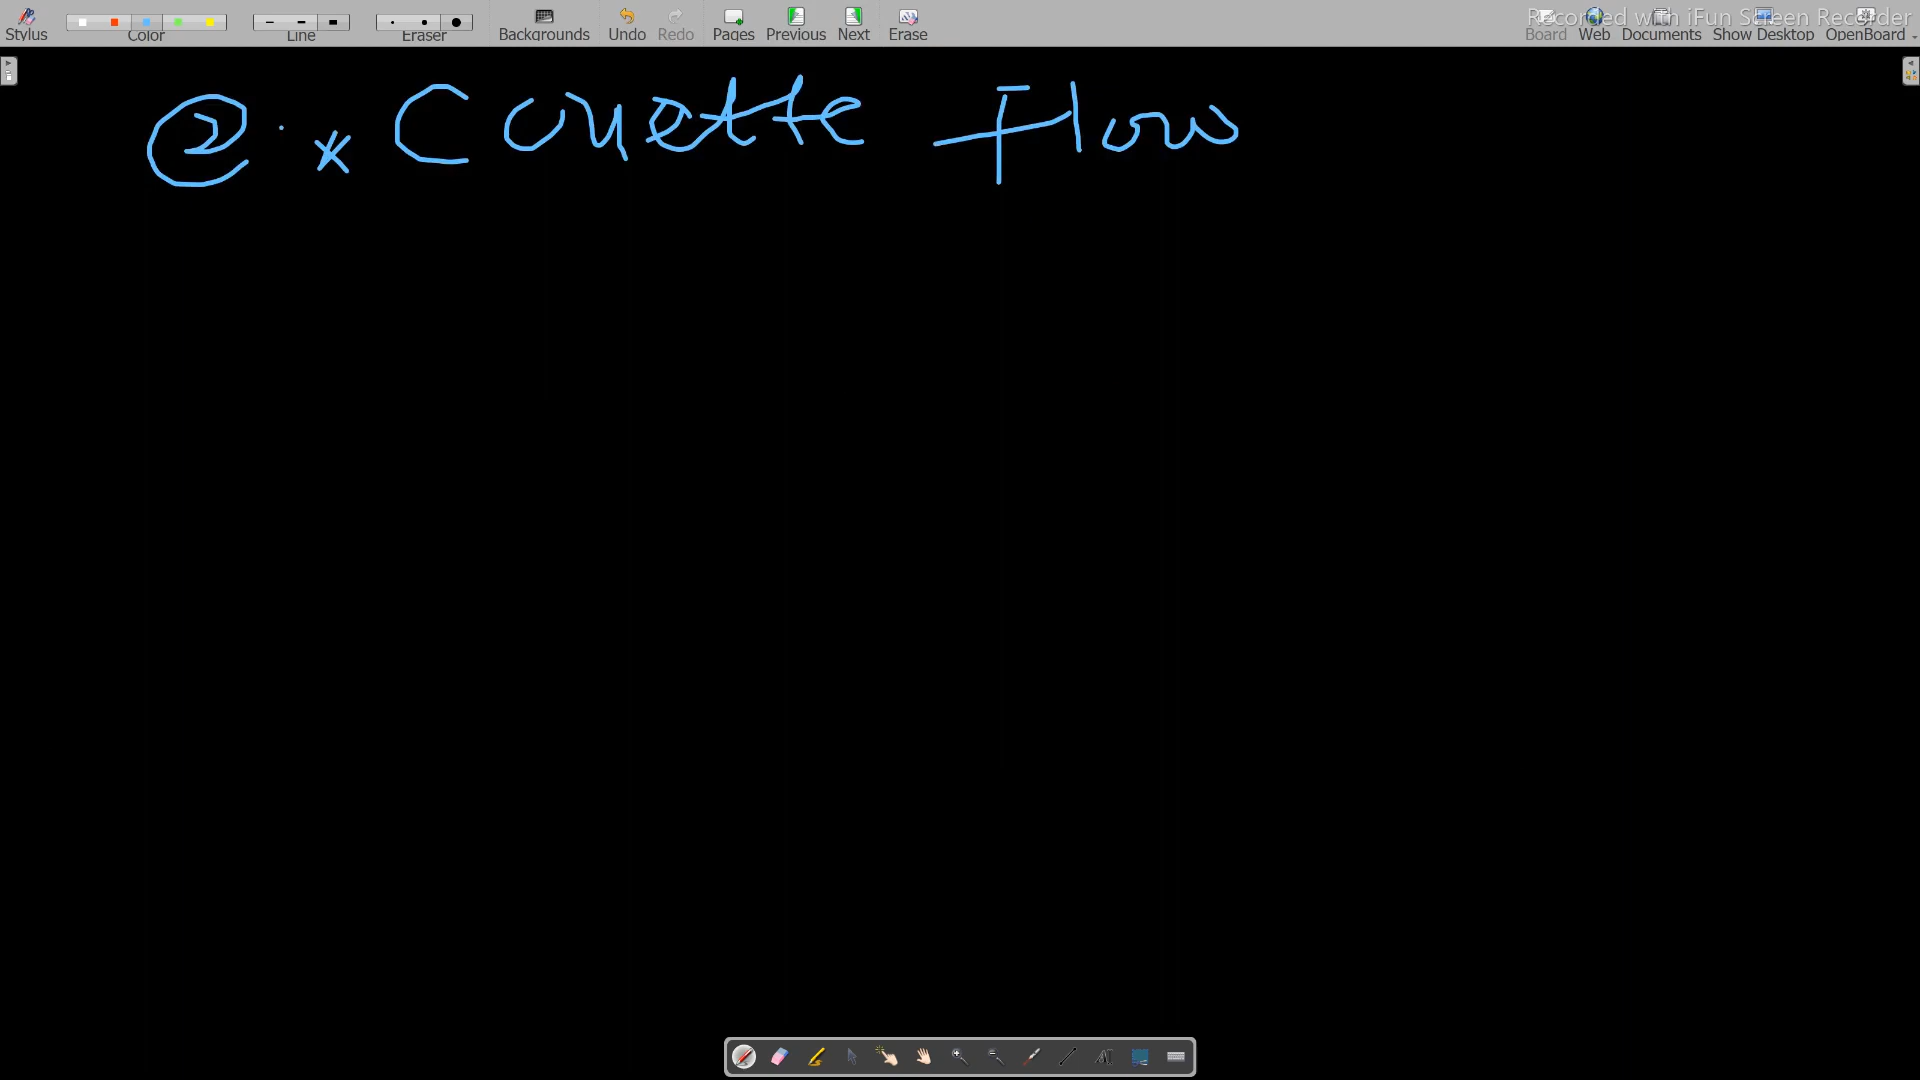 Recorded with iFun Screen Recorder
Stylus Color Line Eraser Backgrounds Undo Redo Pages Previous Next Erase Board Web Documents Show Desktop OpenBoard
② . * Couette Flow